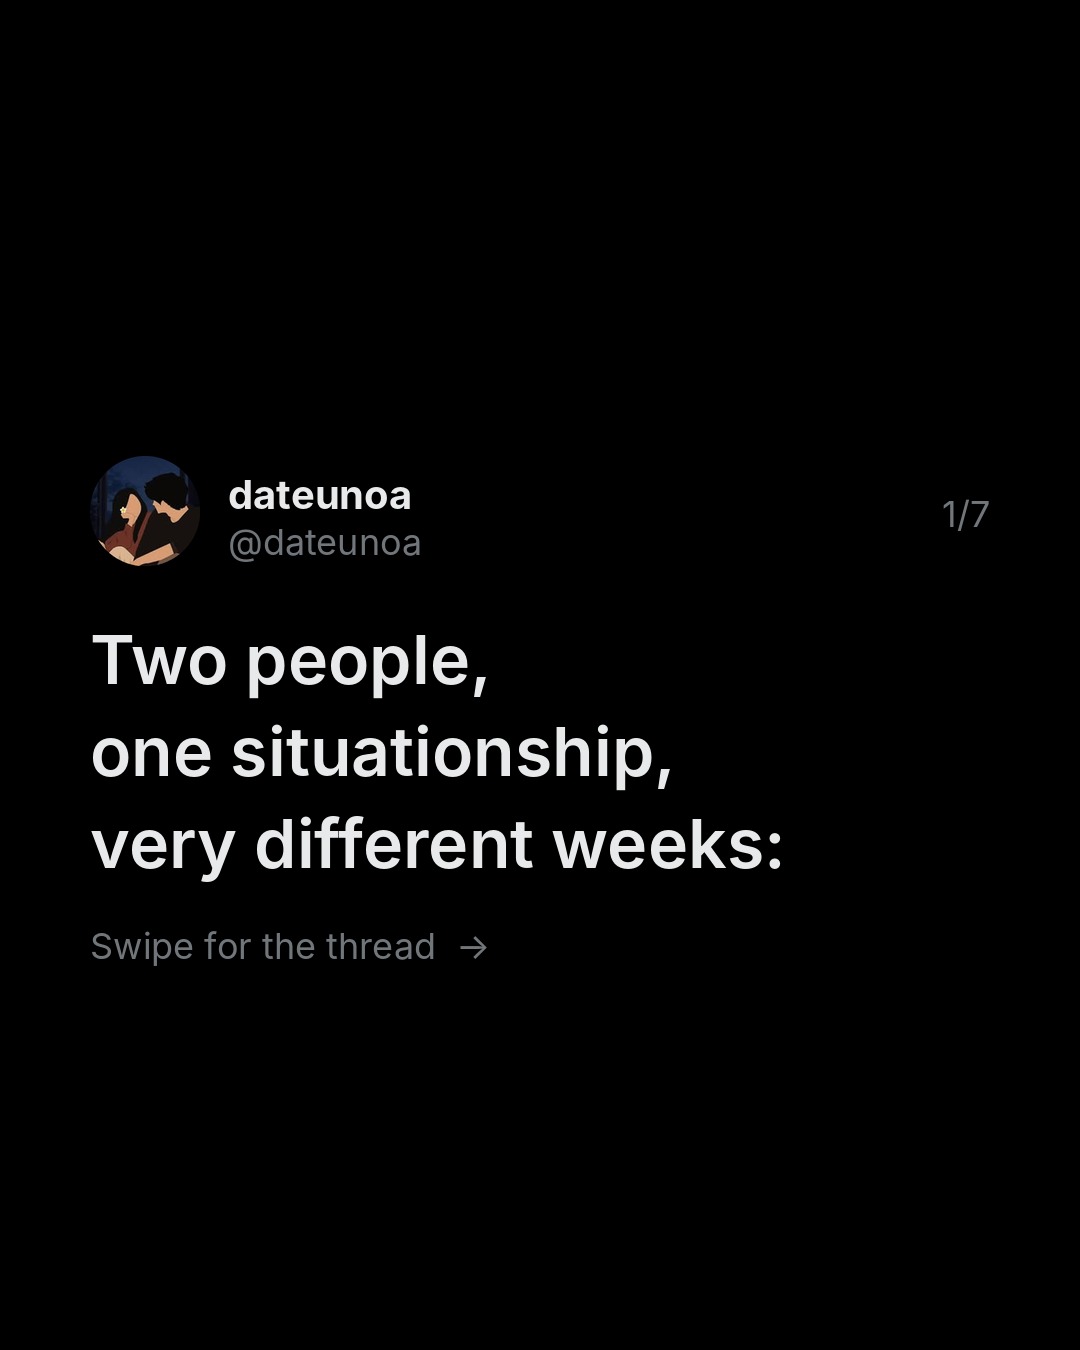 dateunoa
@dateunoa
1/7
Two people,
one situationship,
very different weeks:
Swipe for the thread →